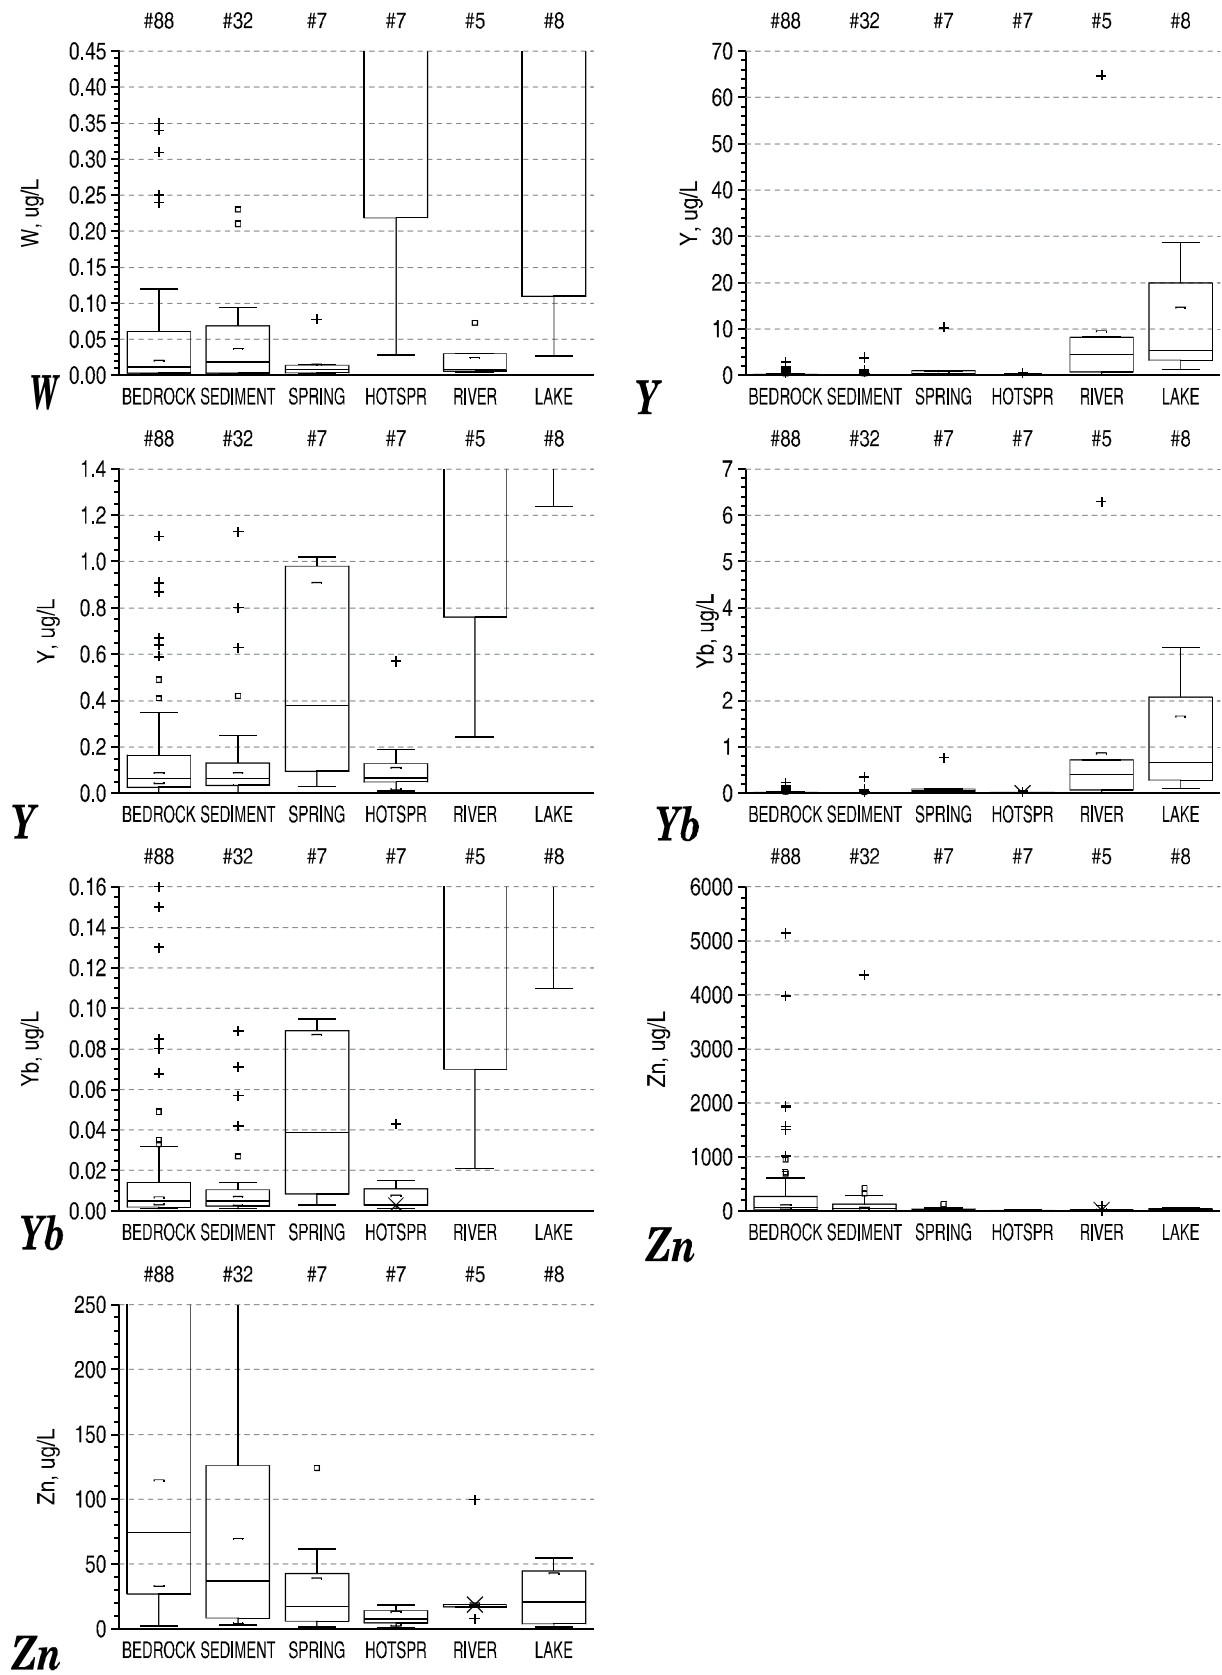 #88 #32 #7 #7 #5 #8
0.45
0.40
0.35
0.30
0.25
0.20
0.15
0.10
0.05
0.00
W, ug/L
BEDROCK SEDIMENT SPRING HOTSPR RIVER LAKE
W
#88 #32 #7 #7 #5 #8
70
60
50
40
30
20
10
0
Y, ug/L
BEDROCK SEDIMENT SPRING HOTSPR RIVER LAKE
Y
#88 #32 #7 #7 #5 #8
1.4
1.2
1.0
0.8
0.6
0.4
0.2
0.0
Y, ug/L
BEDROCK SEDIMENT SPRING HOTSPR RIVER LAKE
Y
#88 #32 #7 #7 #5 #8
7
6
5
4
3
2
1
0
Yb, ug/L
BEDROCK SEDIMENT SPRING HOTSPR RIVER LAKE
Yb
#88 #32 #7 #7 #5 #8
0.16
0.14
0.12
0.10
0.08
0.06
0.04
0.02
0.00
Yb, ug/L
BEDROCK SEDIMENT SPRING HOTSPR RIVER LAKE
Yb
#88 #32 #7 #7 #5 #8
6000
5000
4000
3000
2000
1000
0
Zn, ug/L
BEDROCK SEDIMENT SPRING HOTSPR RIVER LAKE
Zn
#88 #32 #7 #7 #5 #8
250
200
150
100
50
0
Zn, ug/L
BEDROCK SEDIMENT SPRING HOTSPR RIVER LAKE
Zn